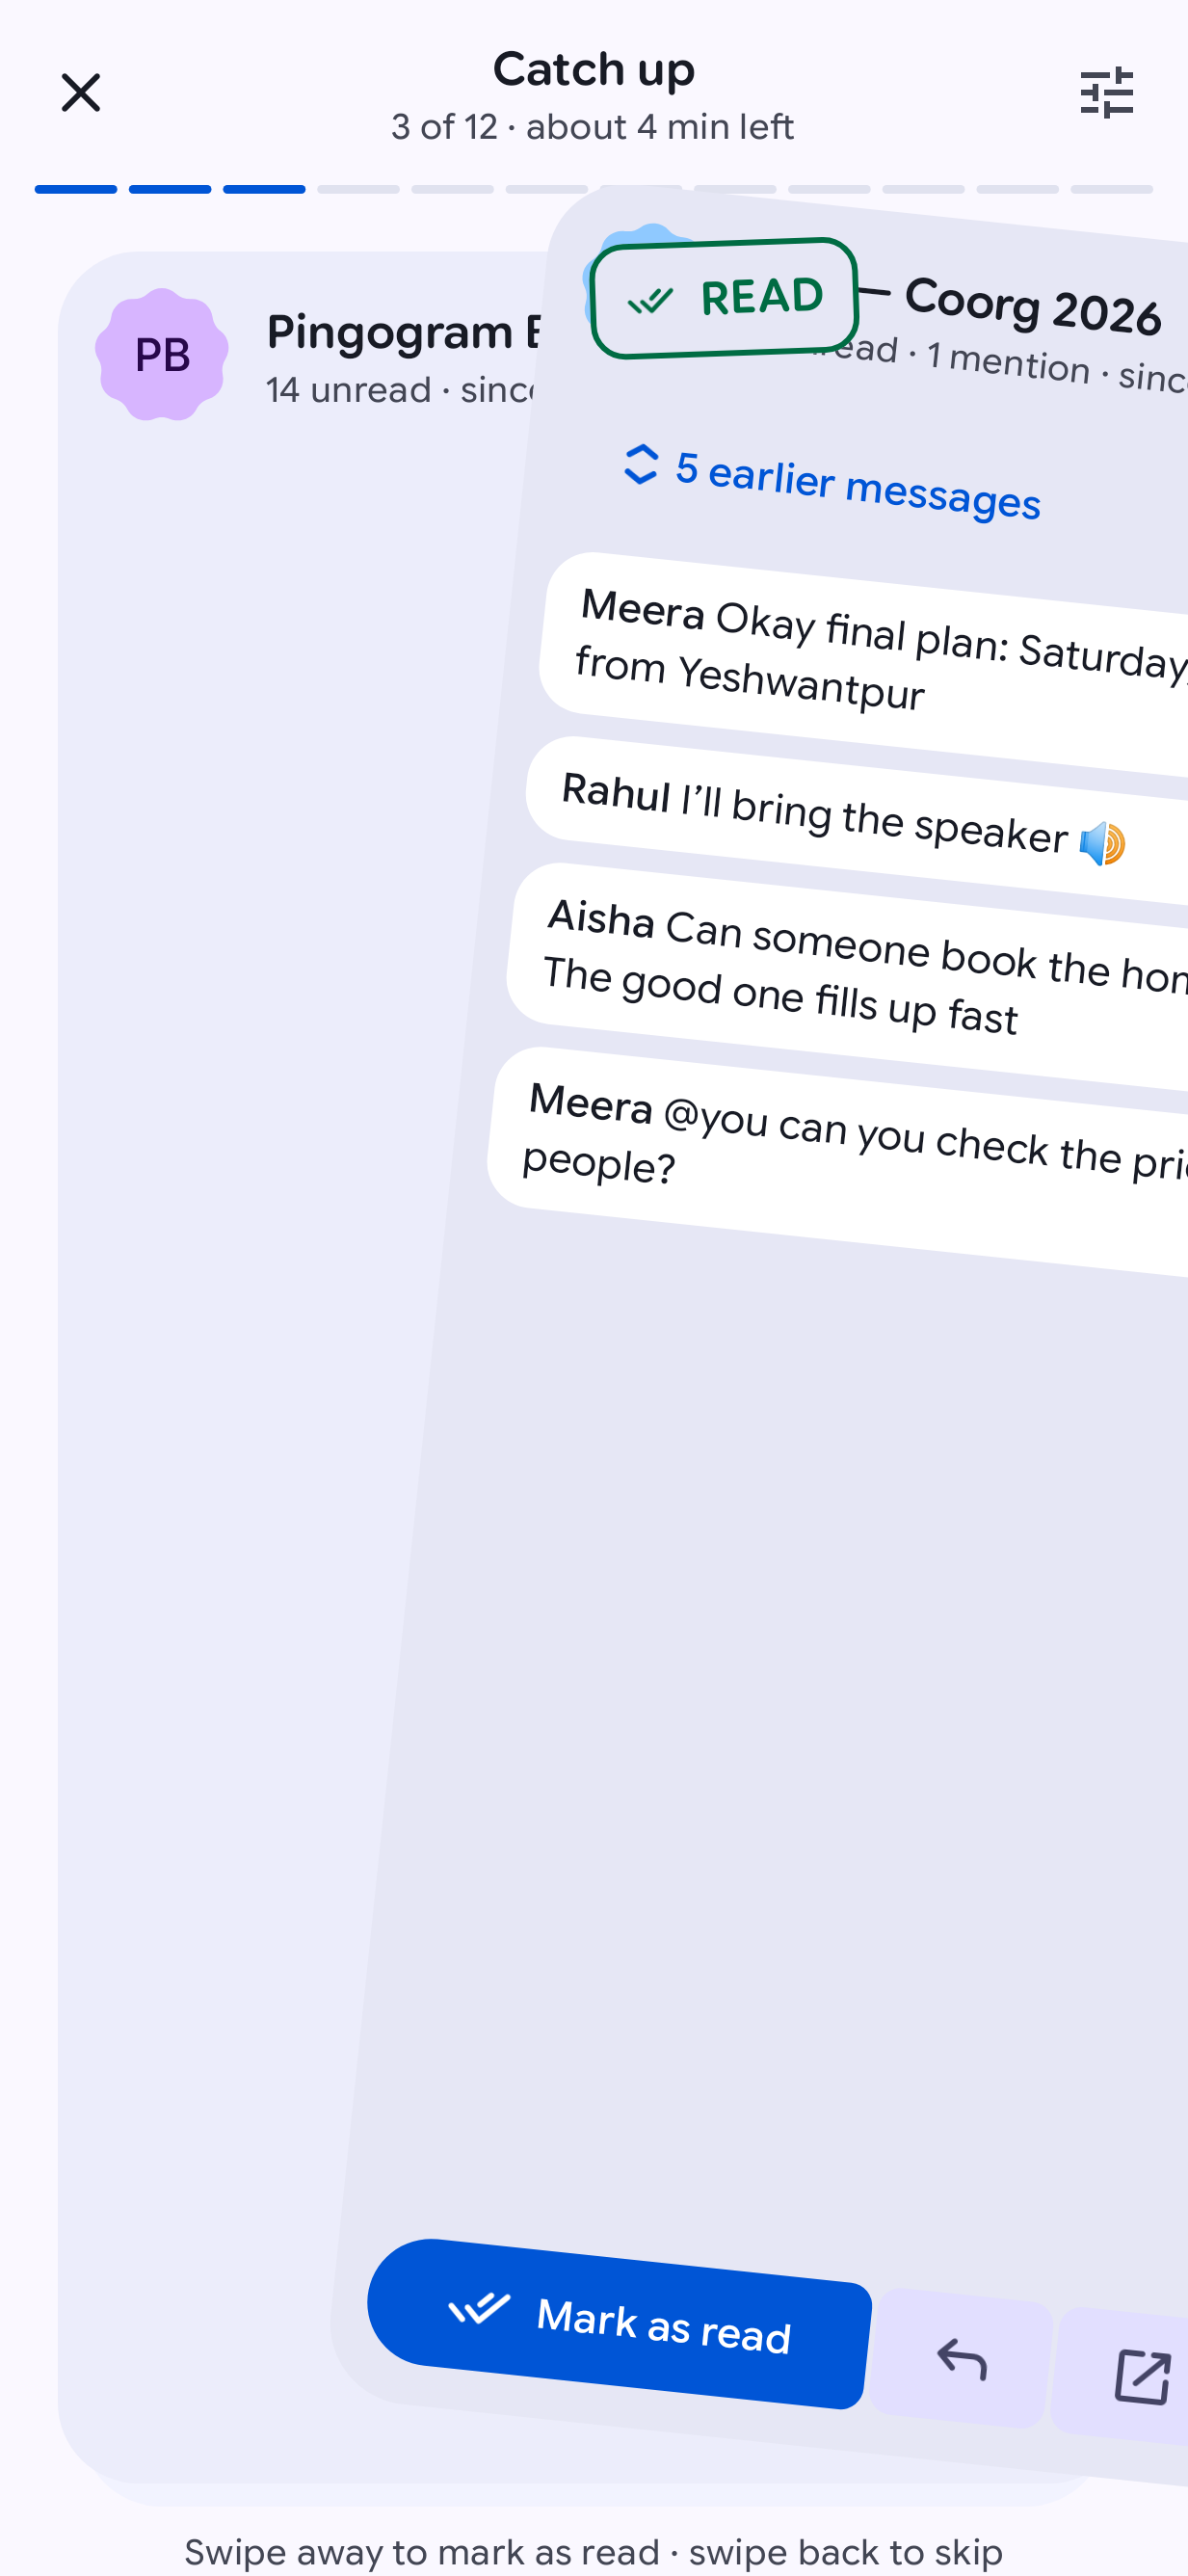 Catch up
3 of 12 · about 4 min left
PB
Pingogram
14 unread · since
READ
— Coorg 2026
1 mention ·
5 earlier messages
Meera Okay final plan: Saturday,
from Yeshwantpur
Rahul I’ll bring the speaker 🔊
Aisha Can someone book the
The good one fills up fast
Meera @you can you check the
people?
Mark as read
Swipe away to mark as read · swipe back to skip